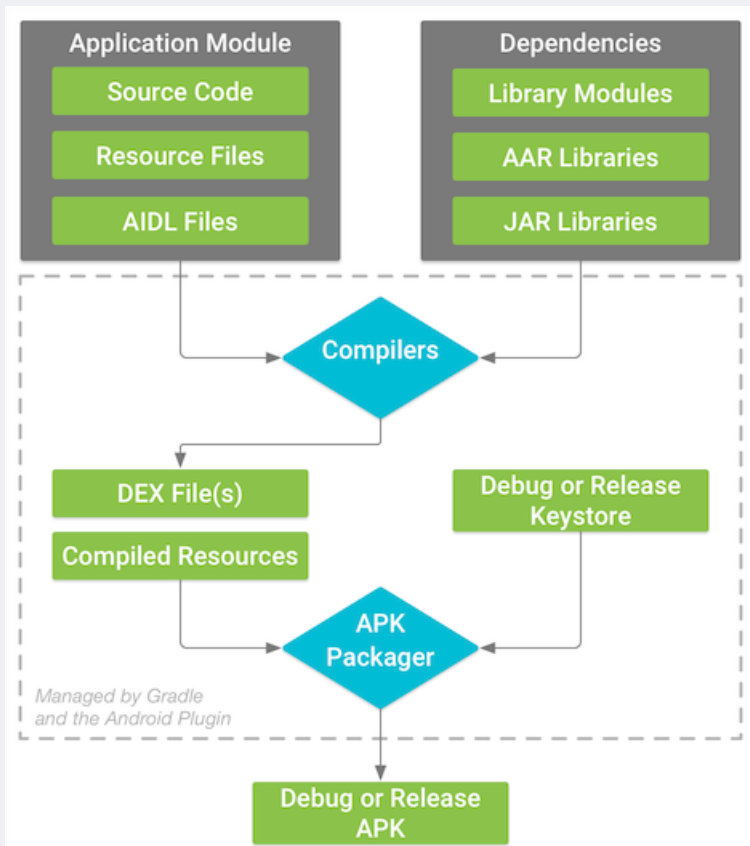 Application Module
Source Code
Resource Files
AIDL Files
Dependencies
Library Modules
AAR Libraries
JAR Libraries
Compilers
DEX File(s)
Compiled Resources
Debug or Release
Keystore
APK
Packager
Managed by Gradle
and the Android Plugin
Debug or Release
APK